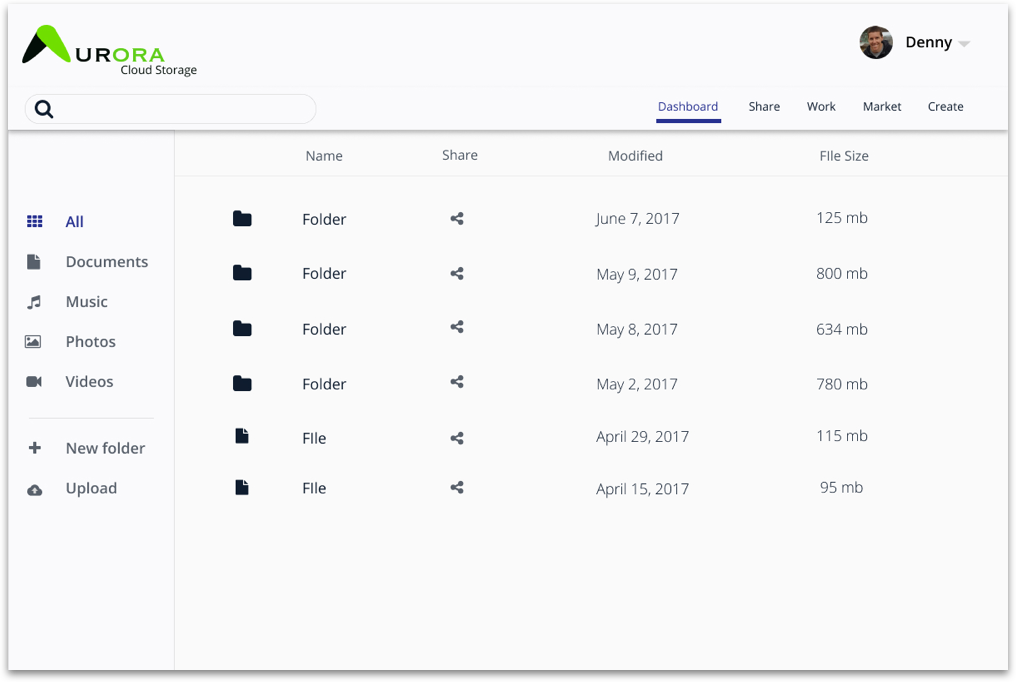 AURORA
Cloud Storage
Denny
Dashboard Share Work Market Create
Name Share Modified FIle Size
All
Documents
Music
Photos
Videos
New folder
Upload
Folder June 7, 2017 125 mb
Folder May 9, 2017 800 mb
Folder May 8, 2017 634 mb
Folder May 2, 2017 780 mb
FIle April 29, 2017 115 mb
FIle April 15, 2017 95 mb